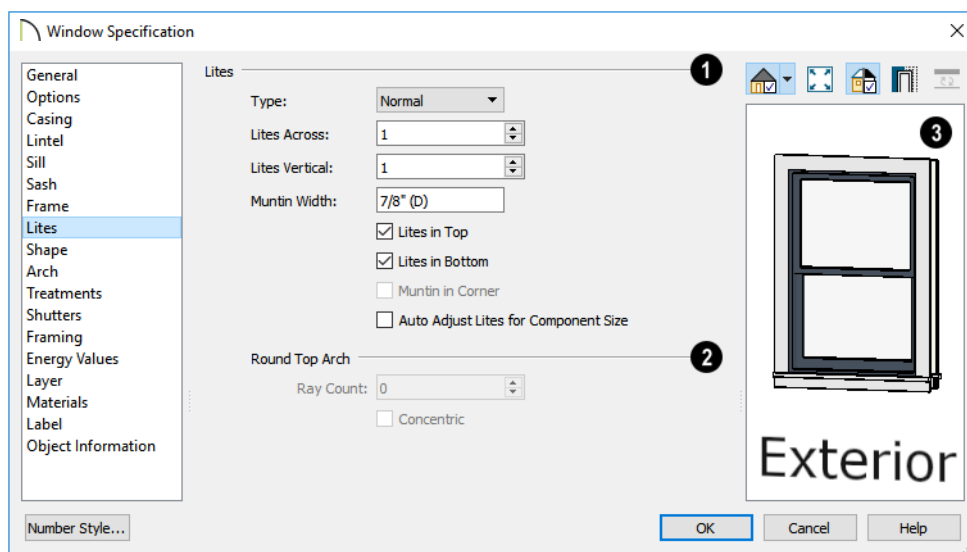 Window Specification
General
Options
Casing
Lintel
Sill
Sash
Frame
Lites
Shape
Arch
Treatments
Shutters
Framing
Energy Values
Layer
Materials
Label
Object Information
Lites
1
Type: Normal
Lites Across: 1
Lites Vertical: 1
Muntin Width: 7/8" (D)
Lites in Top
Lites in Bottom
Muntin in Corner
Auto Adjust Lites for Component Size
Round Top Arch
2
Ray Count: 0
Concentric
3
Exterior
Number Style...
OK
Cancel
Help